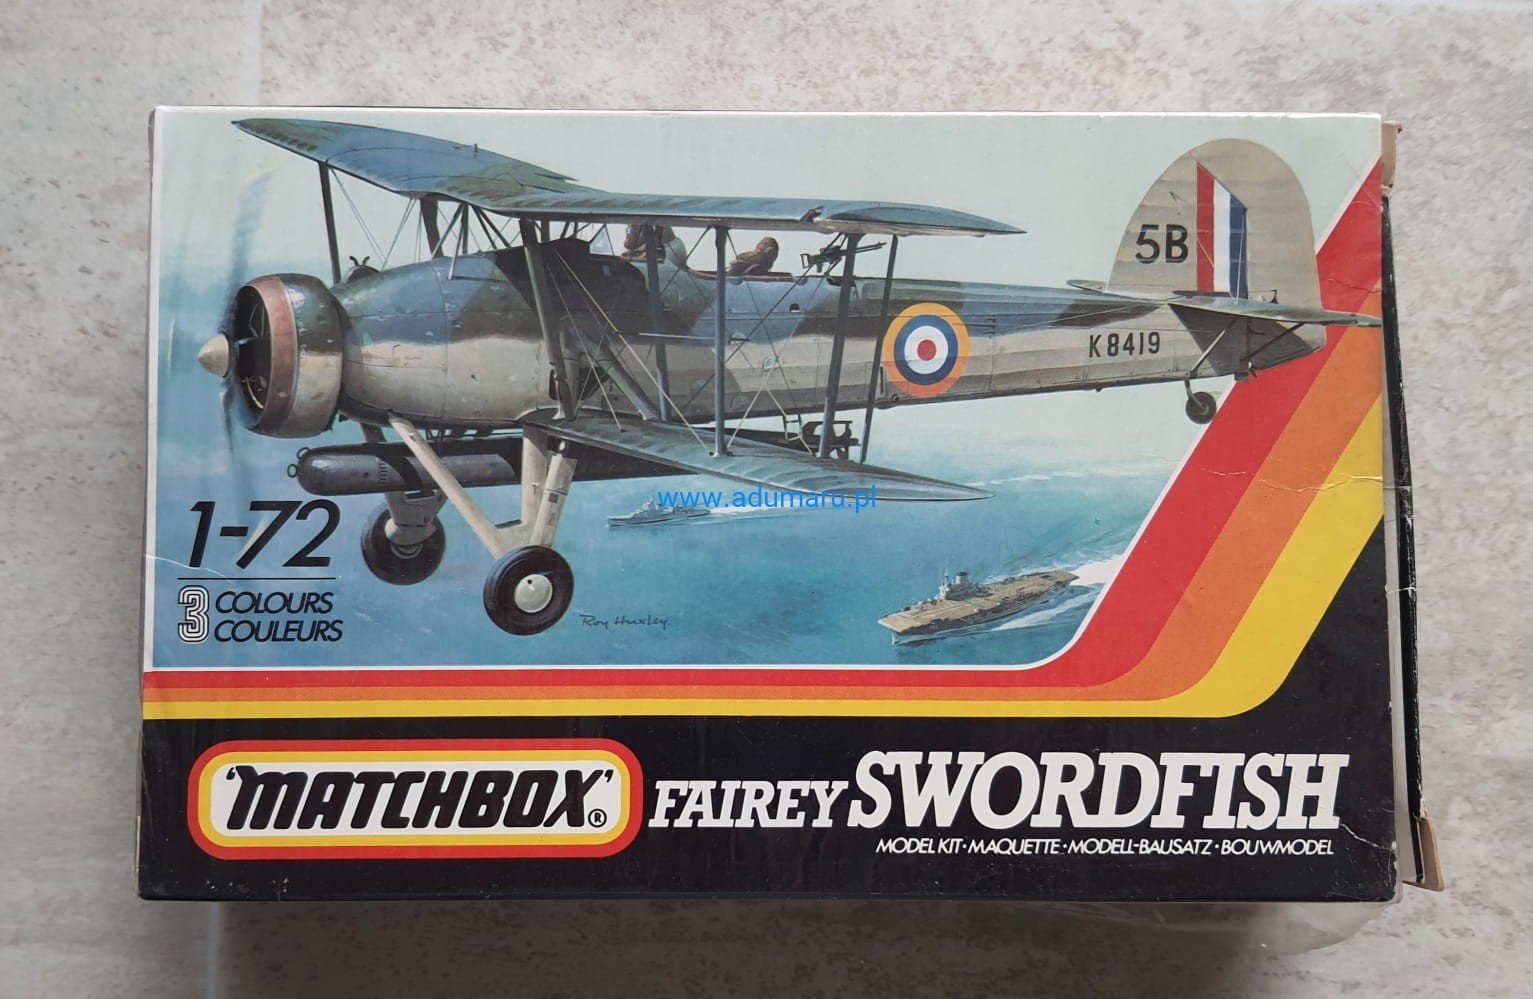 5B
K8419
www.adumaru.pl
1-72
3 COLOURS
COULEURS
Roy Huxley
'MATCHBOX'®
FAIREY SWORDFISH
MODEL KIT·MAQUETTE·MODELL-BAUSATZ·BOUWMODEL